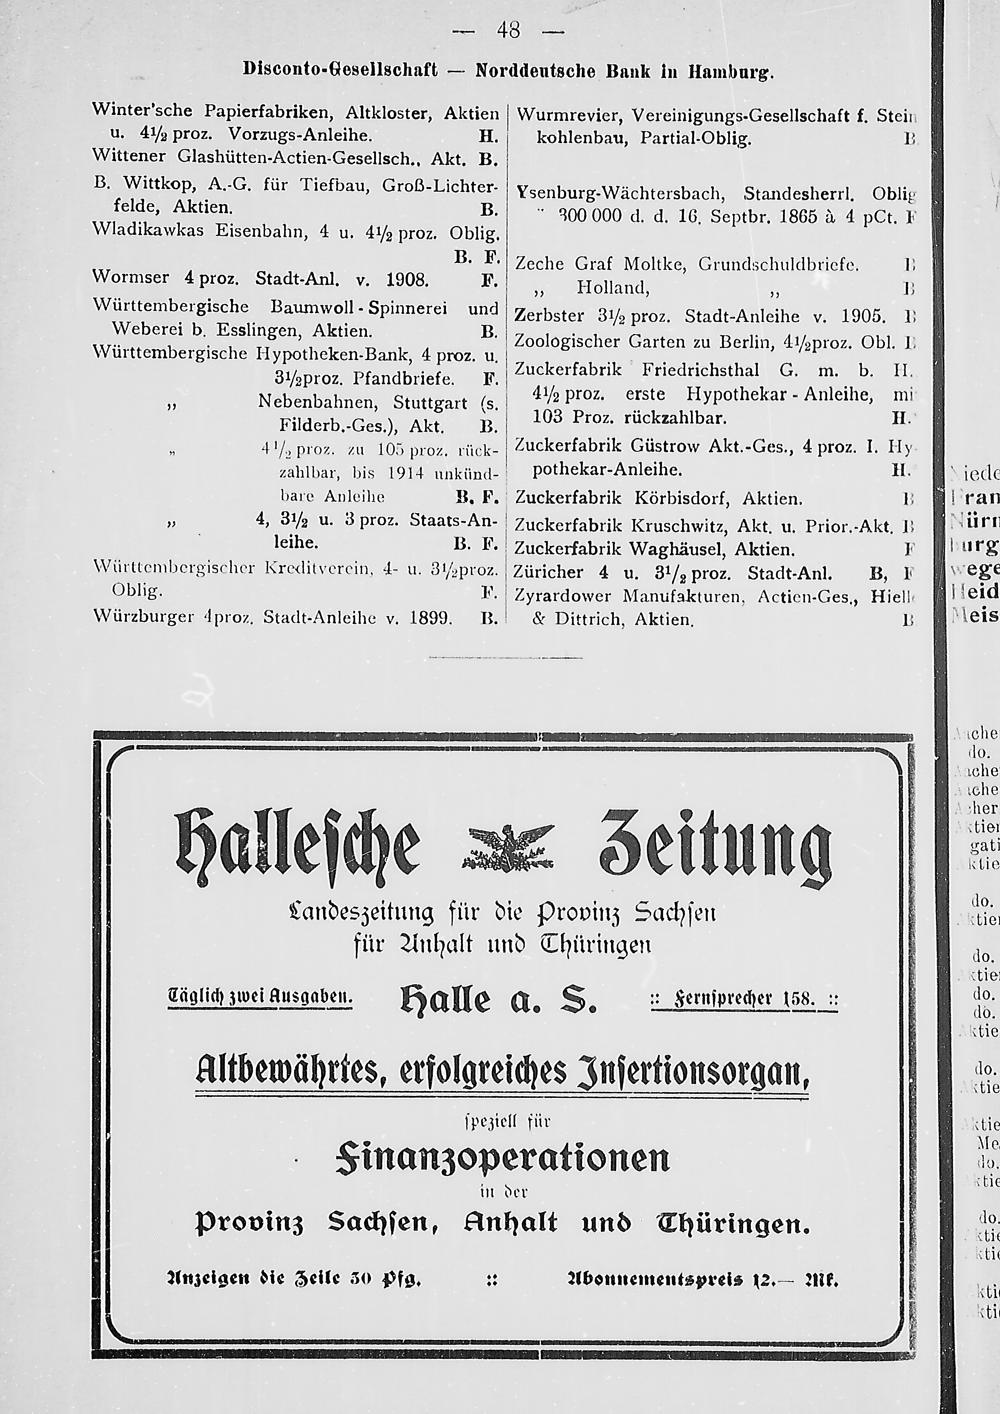 — 48 —
Disconto-Gesellschaft — Norddeutsche Bank in Hamburg.
Winter'sche Papierfabriken, Altkloster, Aktien
u. 4½ proz. Vorzugs-Anleihe. H.
Wittener Glashütten-Actien-Gesellsch., Akt. B.
B. Wittkop, A.-G. für Tiefbau, Groß-Lichter-
felde, Aktien. B.
Wladikawkas Eisenbahn, 4 u. 4½ proz. Oblig.
B. F.
Wormser 4 proz. Stadt-Anl. v. 1908. F.
Württembergische Baumwoll-Spinnerei und
Weberei b. Esslingen, Aktien. B.
Württembergische Hypotheken-Bank, 4 proz. u.
3½proz. Pfandbriefe. F.
„ Nebenbahnen, Stuttgart (s.
Filderb.-Ges.), Akt. B.
„ 4½ proz. zu 105 proz. rück-
zahlbar, bis 1914 unkünd-
bare Anleihe B. F.
„ 4, 3½ u. 3 proz. Staats-An-
leihe. B. F.
Württembergischer Kreditverein, 4- u. 3½proz.
Oblig. F.
Würzburger 4proz. Stadt-Anleihe v. 1899. B.
Wurmrevier, Vereinigungs-Gesellschaft f. Stein
kohlenbau, Partial-Oblig. B
Ysenburg-Wächtersbach, Standesherrl. Oblig
300 000 d. d. 16. Septbr. 1865 à 4 pCt. F
Zeche Graf Moltke, Grundschuldbriefe. B
„ Holland, „ B
Zerbster 3½ proz. Stadt-Anleihe v. 1905. B
Zoologischer Garten zu Berlin, 4½proz. Obl. B
Zuckerfabrik Friedrichsthal G. m. b. H.
4½ proz. erste Hypothekar-Anleihe, mi
103 Proz. rückzahlbar. H.
Zuckerfabrik Güstrow Akt.-Ges., 4 proz. I. Hy
pothekar-Anleihe. H.
Zuckerfabrik Körbisdorf, Aktien. B
Zuckerfabrik Kruschwitz, Akt. u. Prior.-Akt. B
Zuckerfabrik Waghäusel, Aktien. F
Züricher 4 u. 3½ proz. Stadt-Anl. B, F
Zyrardower Manufakturen, Actien-Ges., Hiell
& Dittrich, Aktien. B
Hallesche Zeitung
Landeszeitung für die Provinz Sachsen
für Anhalt und Thüringen
Täglich zwei Ausgaben. Halle a. S. :: Fernsprecher 158. ::
Altbewährtes, erfolgreiches Insertionsorgan,
speziell für
Finanzoperationen
in der
Provinz Sachsen, Anhalt und Thüringen.
Anzeigen die Zeile 30 Pfg. :: Abonnementspreis 12.— Mk.